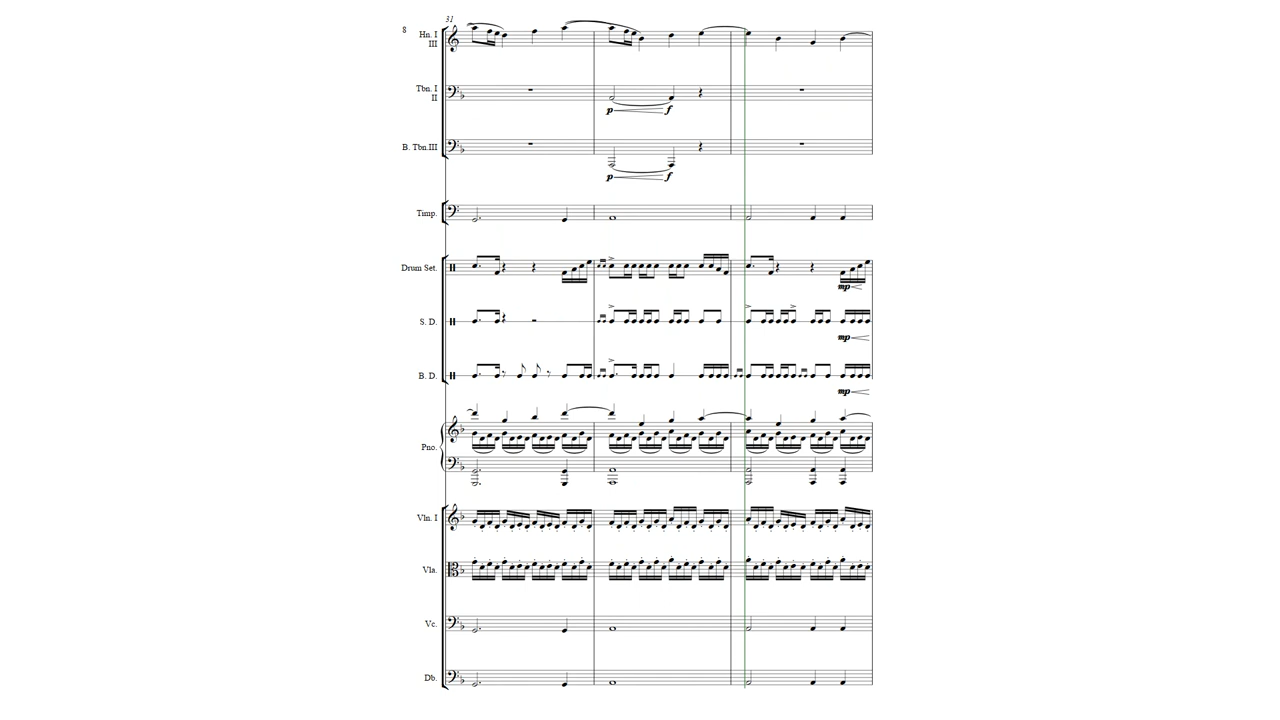 31
8
Hn. I
III
Tbn. I
II
p f
B. Tbn.III
p f
Timp.
Drum Set.
mp
S. D.
mp
B. D.
mp
Pno.
Vln. I
Vla.
Vc.
Db.